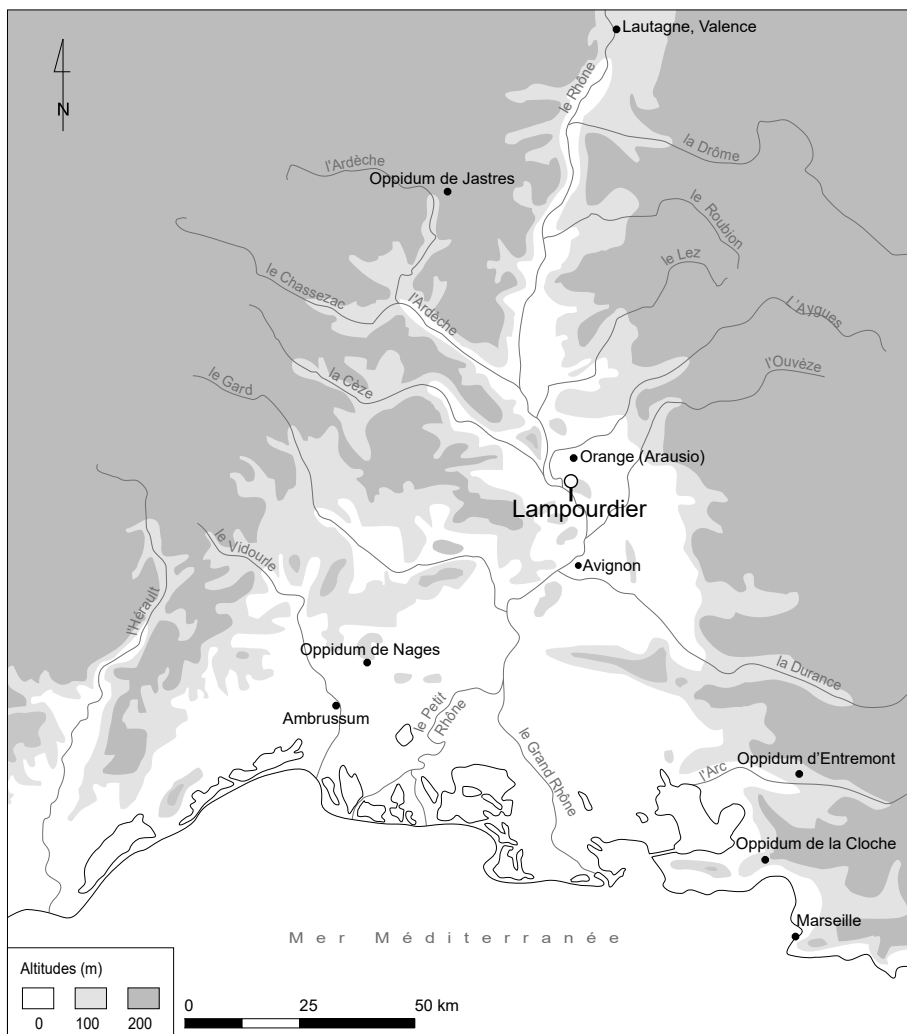 Lautagne, Valence
N
le Rhône
la Drôme
l'Ardèche
Oppidum de Jastres
le Roubion
le Lez
le Chassezac
l'Ardèche
L'Aygues
l'Ouvèze
la Cèze
le Gard
Orange (Arausio)
Lampourdier
le Vidourle
Avignon
l'Hérault
Oppidum de Nages
la Durance
Ambrussum
le Petit
Rhône
le Grand Rhône
Oppidum d'Entremont
l'Arc
Oppidum de la Cloche
Marseille
Mer Méditerranée
Altitudes (m)
0 100 200
0 25 50 km